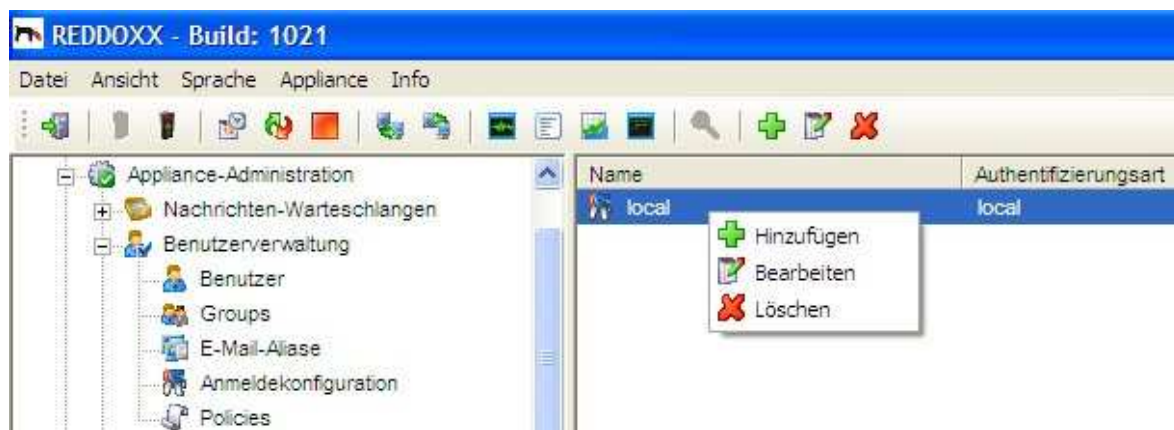 REDDOXX - Build: 1021
Datei Ansicht Sprache Appliance Info
Appliance-Administration
Nachrichten-Warteschlangen
Benutzerverwaltung
Benutzer
Groups
E-Mail-Aliase
Anmeldekonfiguration
Policies
Name Authentifizierungsart
local local
Hinzufügen
Bearbeiten
Löschen